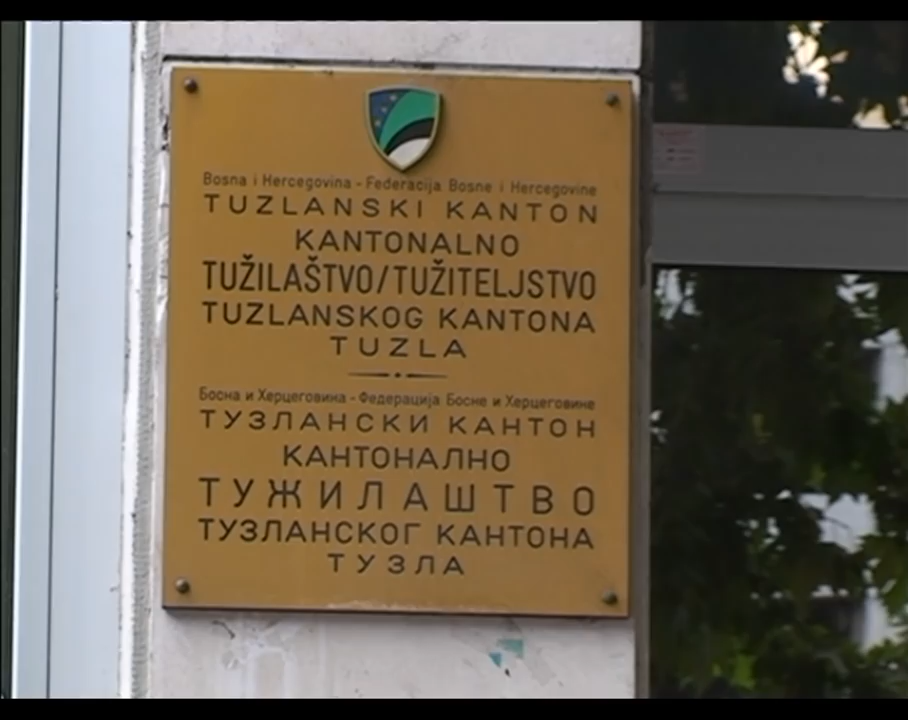 Bosna i Hercegovina - Federacija Bosne i Hercegovine
TUZLANSKI KANTON
KANTONALNO
TUŽILAŠTVO/TUŽITELJSTVO
TUZLANSKOG KANTONA
TUZLA
Босна и Херцеговина - Федерација Босне и Херцеговине
ТУЗЛАНСКИ КАНТОН
КАНТОНАЛНО
ТУЖИЛАШТВО
ТУЗЛАНСКОГ КАНТОНА
ТУЗЛА